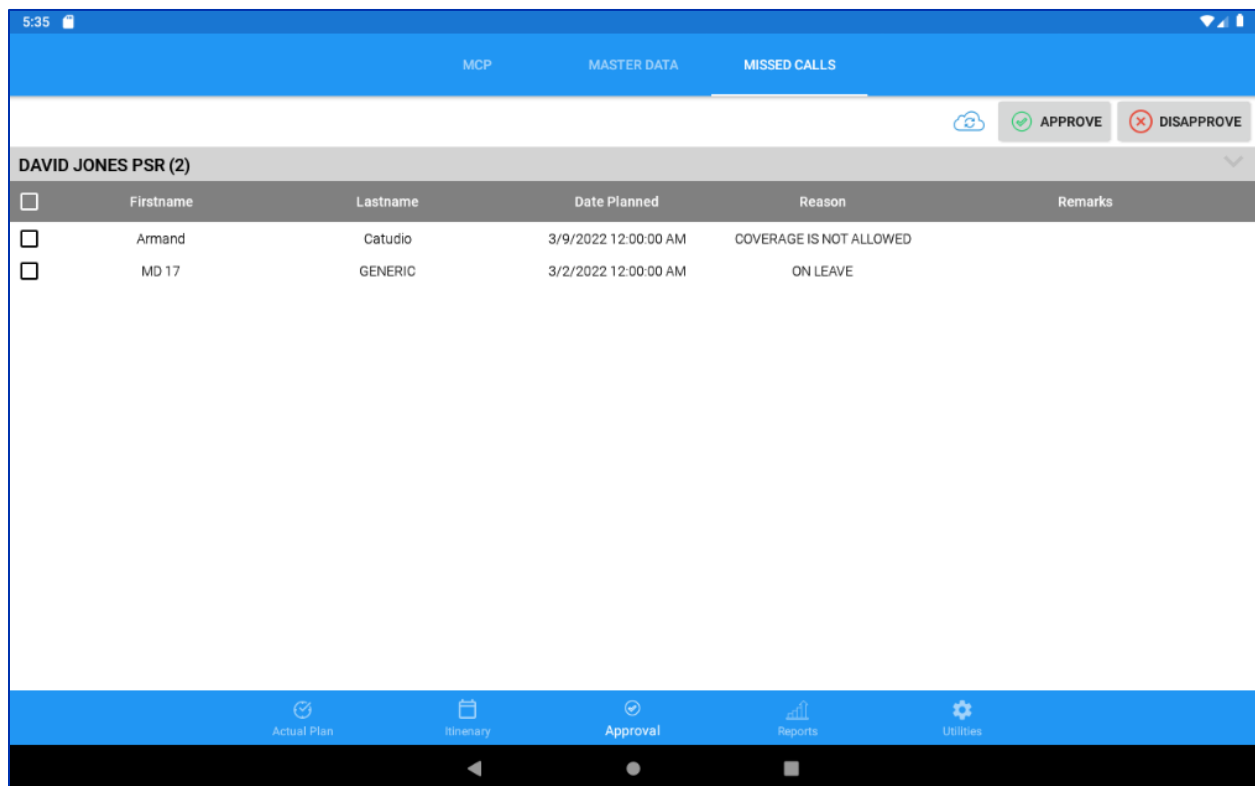 5:35
MCP MASTER DATA MISSED CALLS
APPROVE DISAPPROVE
DAVID JONES PSR (2)
Firstname Lastname Date Planned Reason Remarks
Armand Catudio 3/9/2022 12:00:00 AM COVERAGE IS NOT ALLOWED
MD 17 GENERIC 3/2/2022 12:00:00 AM ON LEAVE
Actual Plan Itinenary Approval Reports Utilities